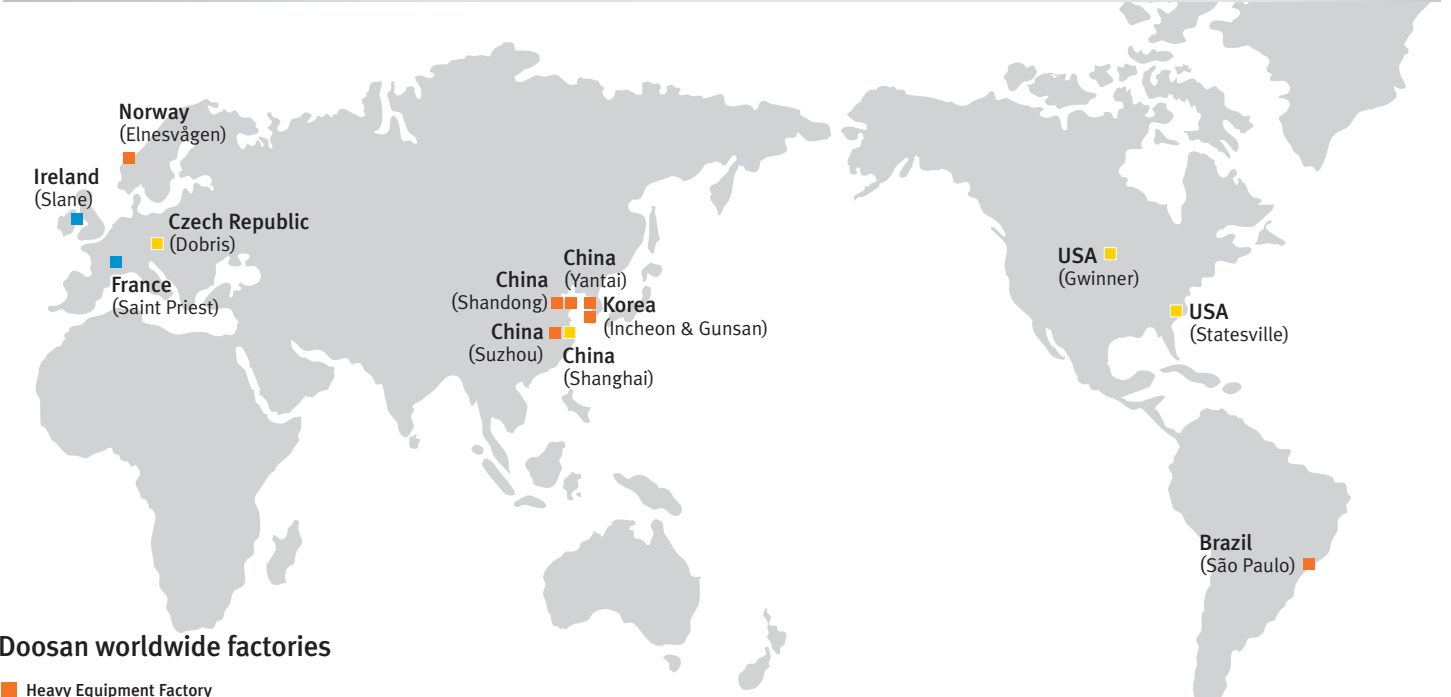 Norway
(Elnesvågen)
Ireland
(Slane)
Czech Republic
(Dobris)
France
(Saint Priest)
China
(Yantai)
China
(Shandong)
Korea
(Incheon & Gunsan)
China
(Suzhou)
China
(Shanghai)
USA
(Gwinner)
USA
(Statesville)
Brazil
(São Paulo)
Doosan worldwide factories
Heavy Equipment Factory